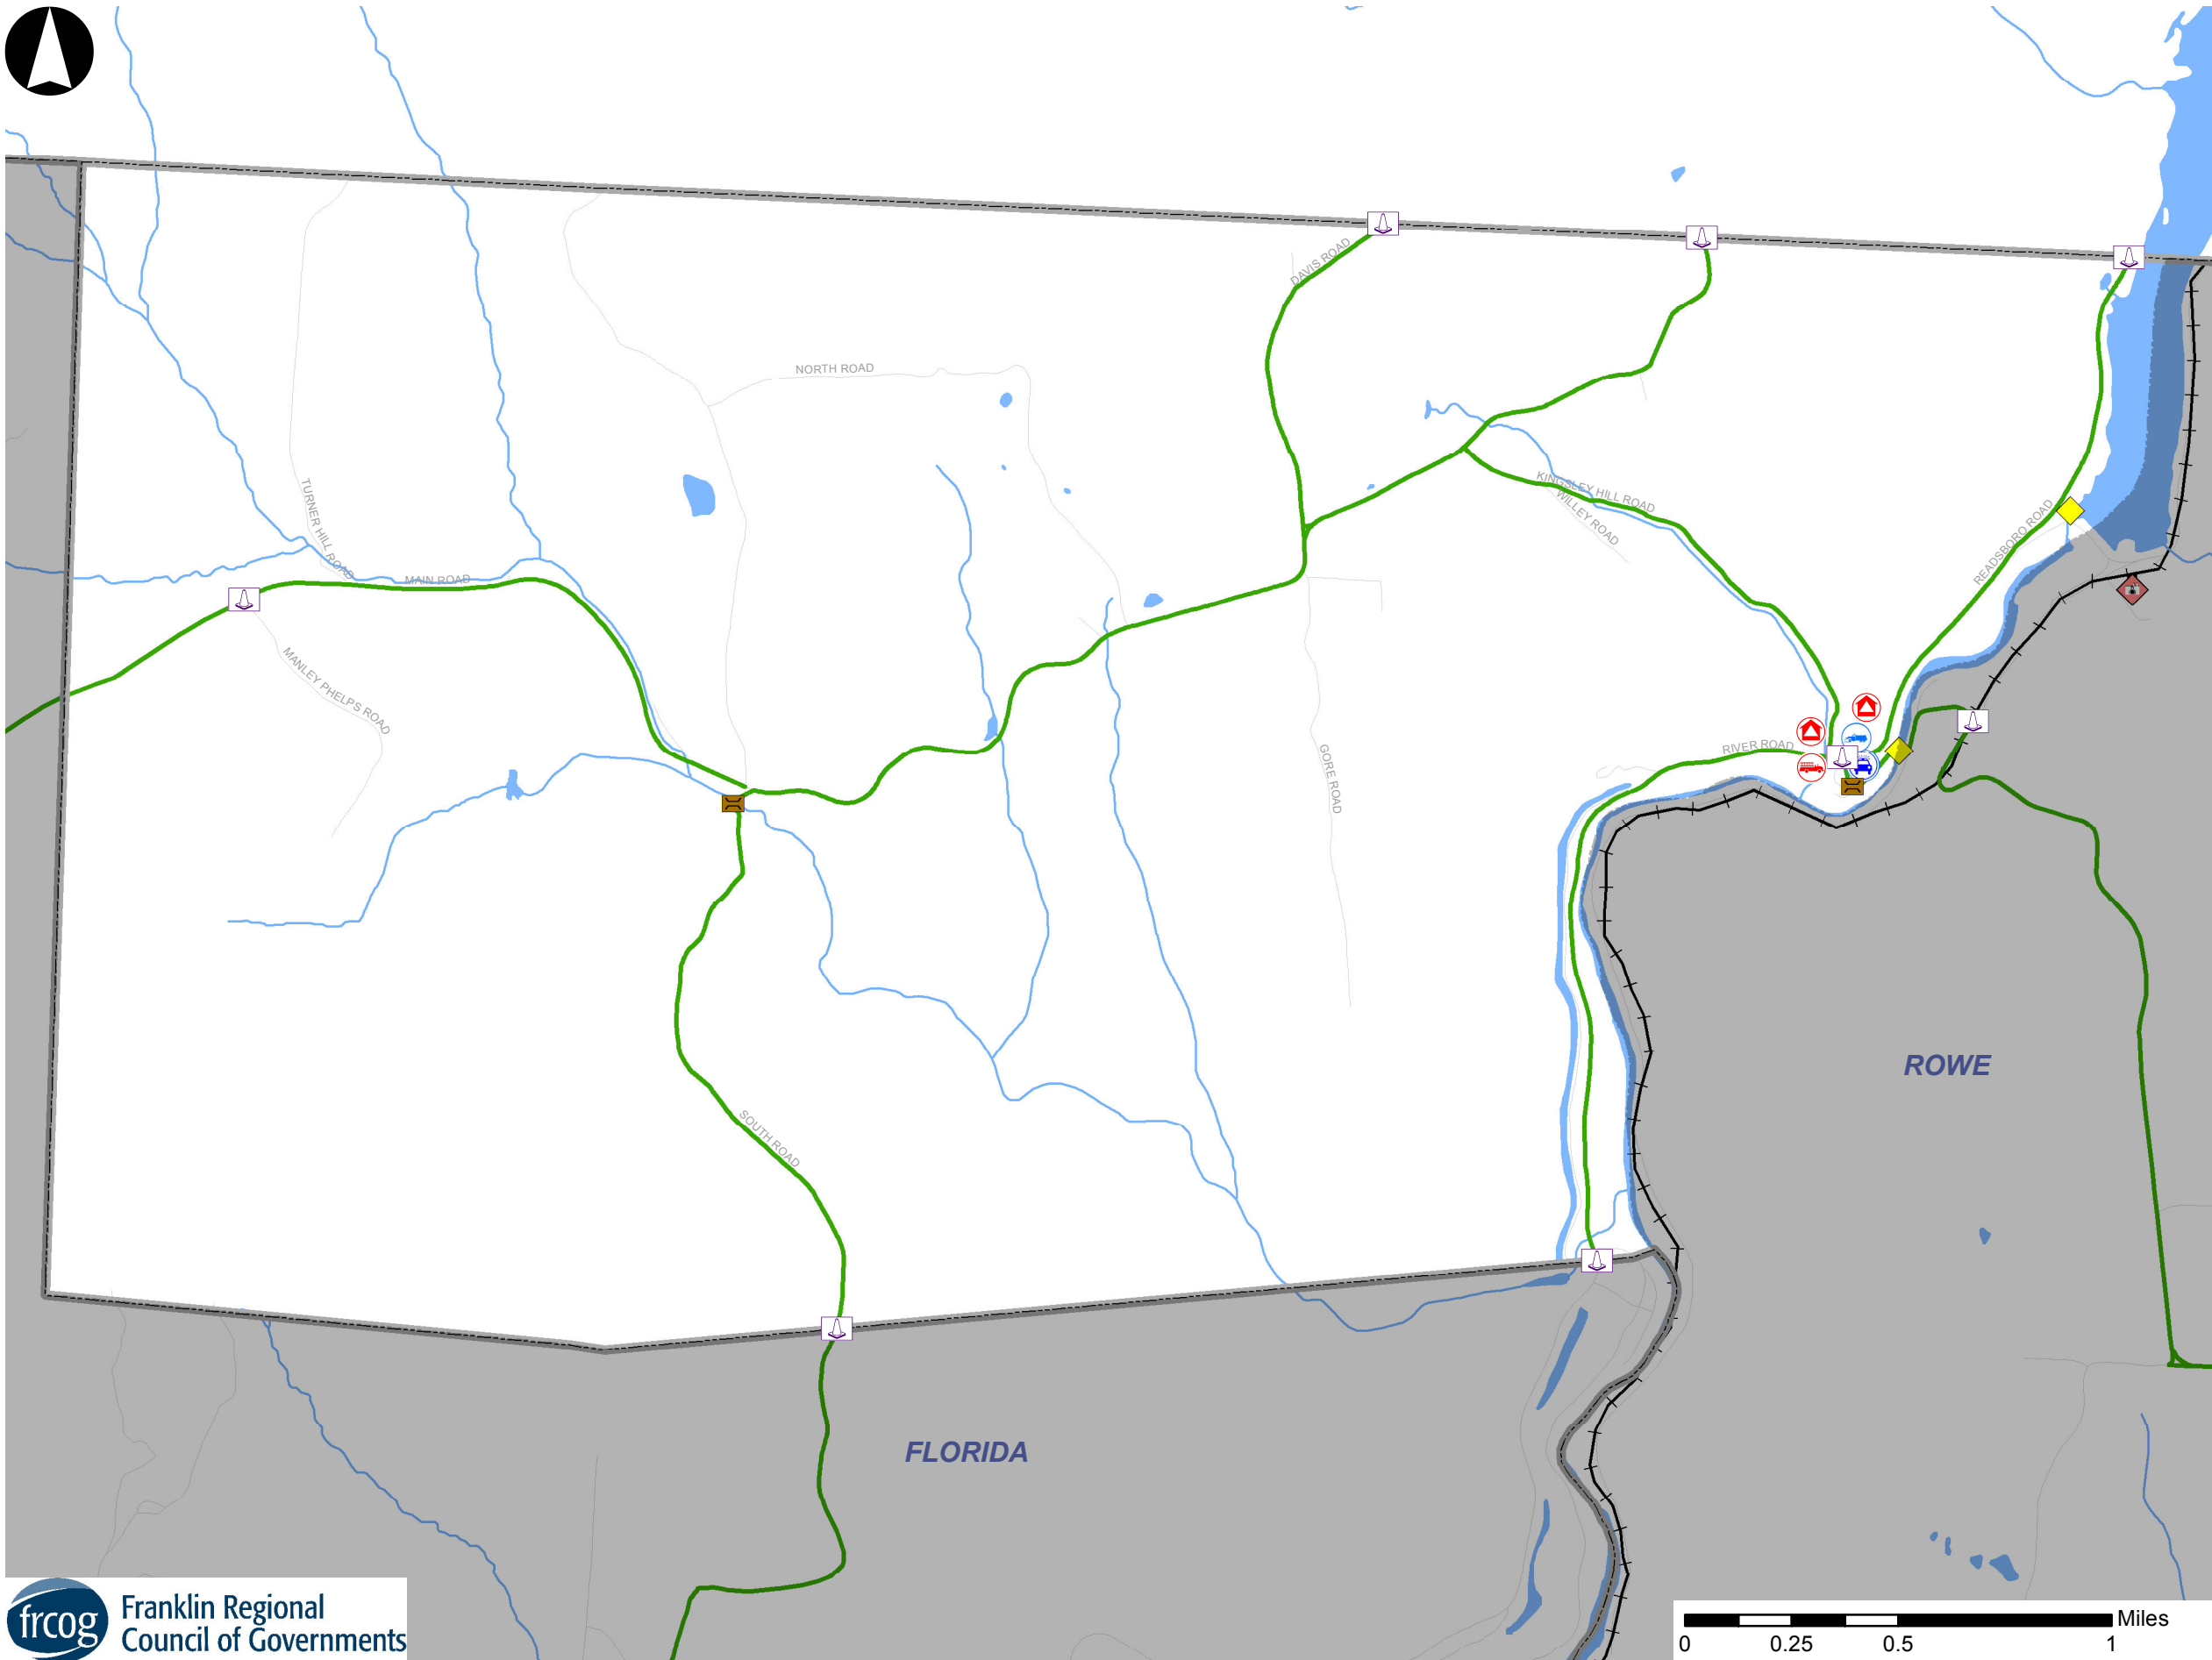 DAVIS ROAD
NORTH ROAD
TURNER HILL ROAD
MAIN ROAD
KINGSLEY HILL ROAD
WILLEY ROAD
READSBORO ROAD
MANLEY PHELPS ROAD
RIVER ROAD
GORE ROAD
ROWE
SOUTH ROAD
FLORIDA
frcog
Franklin Regional
Council of Governments
Miles
0 0.25 0.5 1